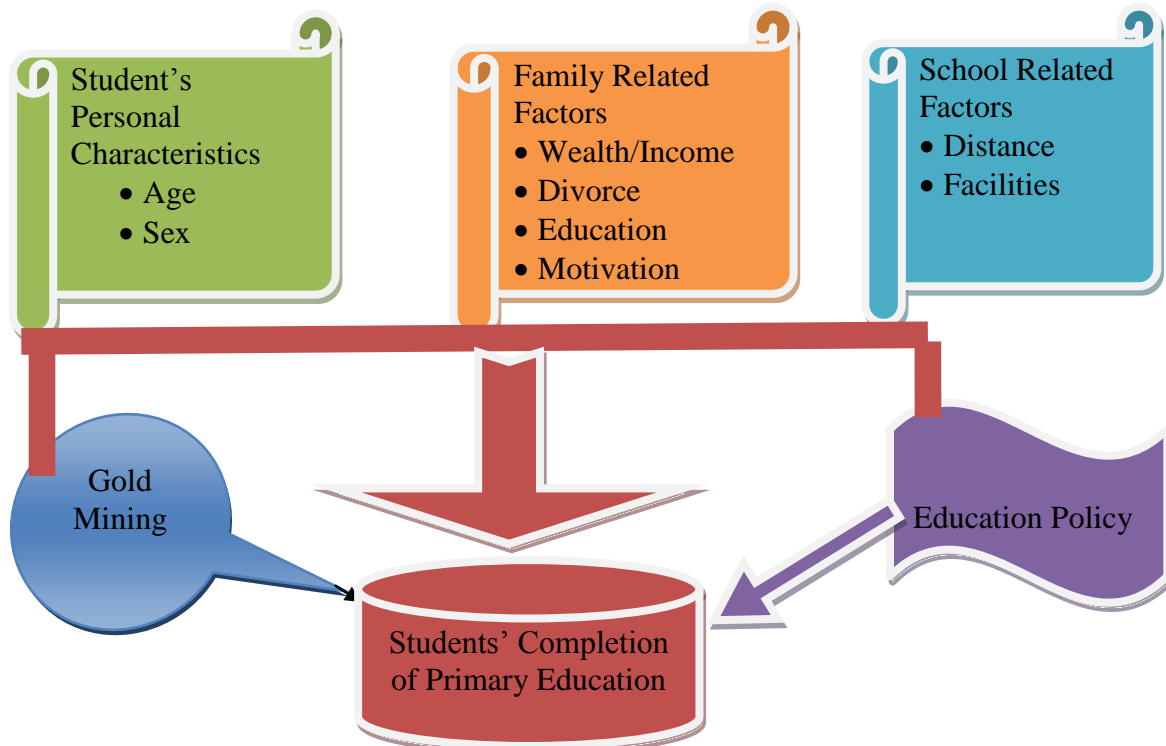 Student’s
Personal
Characteristics
• Age
• Sex
Family Related
Factors
• Wealth/Income
• Divorce
• Education
• Motivation
School Related
Factors
• Distance
• Facilities
Gold
Mining
Education Policy
Students’ Completion
of Primary Education